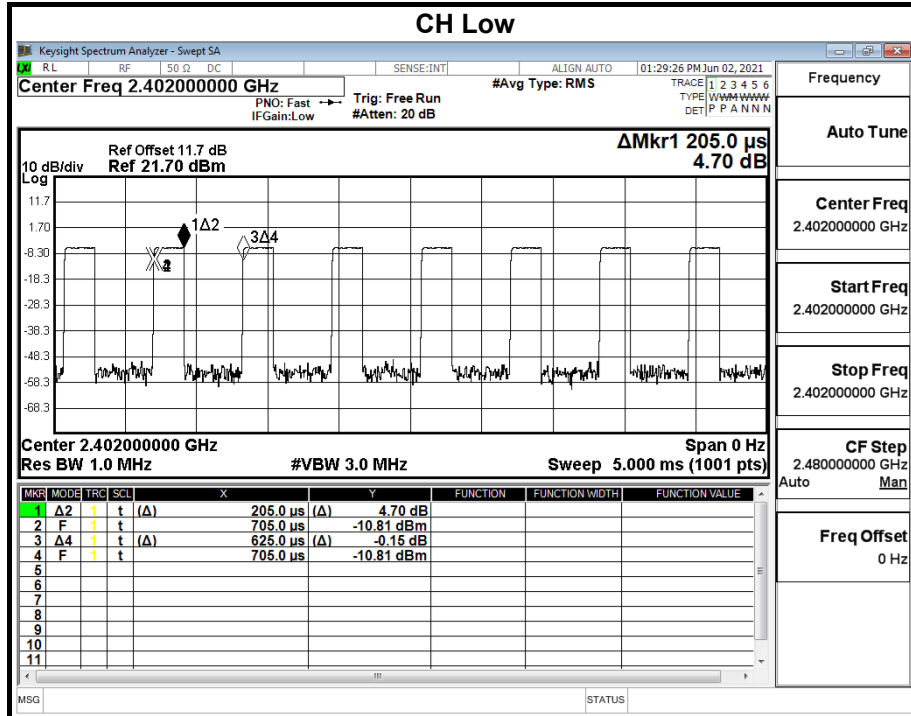 CH Low
Keysight Spectrum Analyzer - Swept SA
LXI RL RF 50 Ω DC SENSE:INT ALIGN AUTO 01:29:26 PM Jun 02, 2021
Center Freq 2.402000000 GHz
#Avg Type: RMS
TRACE 1 2 3 4 5 6
PNO: Fast
Trig: Free Run
TYPE WWMWWWW
IFGain:Low
#Atten: 20 dB
DET P P A N N N
ΔMkr1 205.0 µs
4.70 dB
Ref Offset 11.7 dB
10 dB/div Ref 21.70 dBm
Log
11.7
1.70
-8.30
-18.3
-28.3
-38.3
-48.3
-58.3
-68.3
1Δ2
3Δ4
Center 2.402000000 GHz Span 0 Hz
Res BW 1.0 MHz #VBW 3.0 MHz Sweep 5.000 ms (1001 pts)
MKR MODE TRC SCL X Y FUNCTION FUNCTION WIDTH FUNCTION VALUE
1 Δ2 1 t (Δ) 205.0 µs (Δ) 4.70 dB
2 F 1 t 705.0 µs -10.81 dBm
3 Δ4 1 t (Δ) 625.0 µs (Δ) -0.15 dB
4 F 1 t 705.0 µs -10.81 dBm
5
6
7
8
9
10
11
MSG STATUS
Frequency
Auto Tune
Center Freq
2.402000000 GHz
Start Freq
2.402000000 GHz
Stop Freq
2.402000000 GHz
CF Step
2.480000000 GHz
Auto Man
Freq Offset
0 Hz